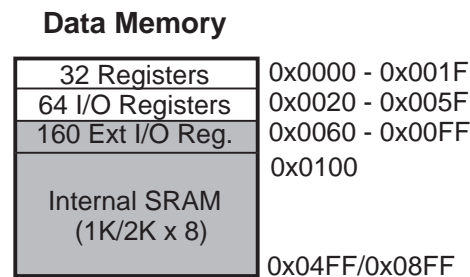 Data Memory
32 Registers 0x0000 - 0x001F
64 I/O Registers 0x0020 - 0x005F
160 Ext I/O Reg. 0x0060 - 0x00FF
0x0100
Internal SRAM
(1K/2K x 8)
0x04FF/0x08FF